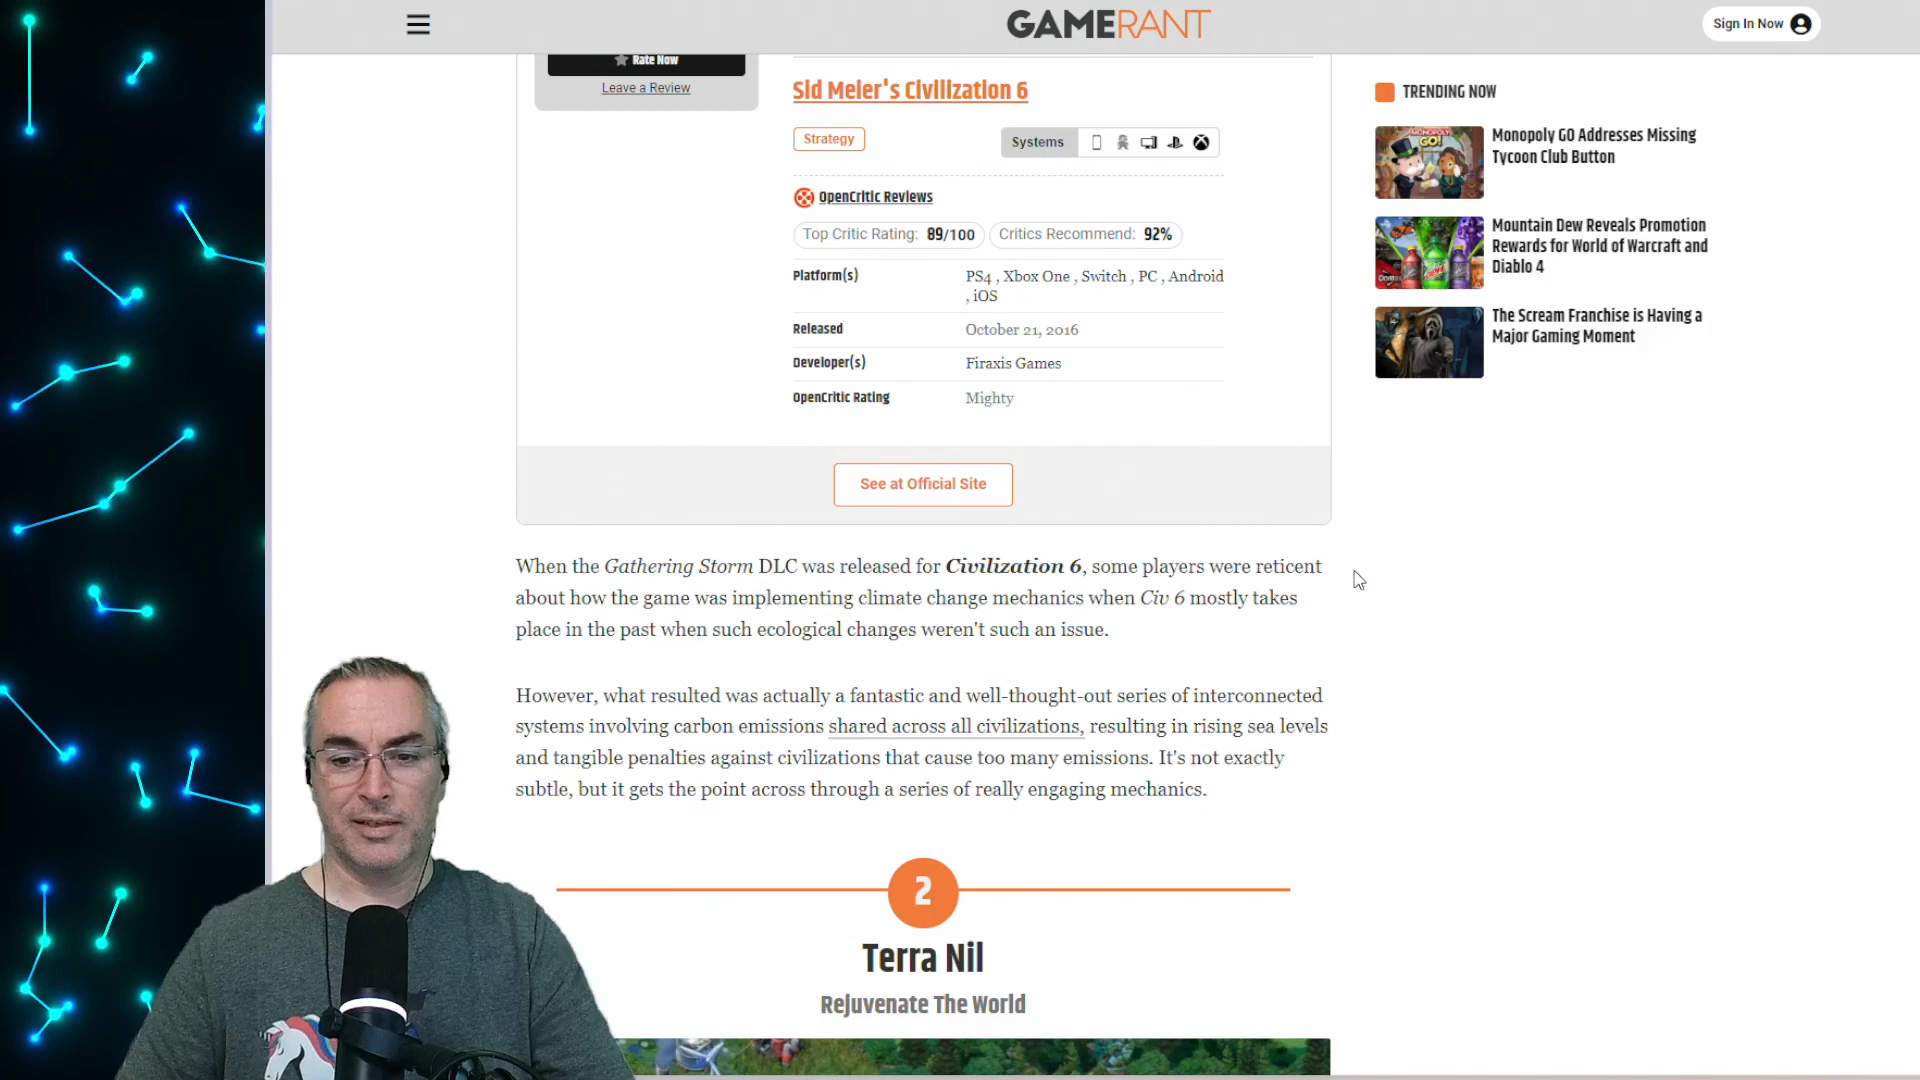 GAMERANT
Sign In Now
Rate Now
Leave a Review
Sid Meier's Civilization 6
Strategy
Systems
OpenCritic Reviews
Top Critic Rating: 89/100
Critics Recommend: 92%
Platform(s)
PS4 , Xbox One , Switch , PC , Android
, iOS
Released
October 21, 2016
Developer(s)
Firaxis Games
OpenCritic Rating
Mighty
See at Official Site
When the Gathering Storm DLC was released for Civilization 6, some players were reticent
about how the game was implementing climate change mechanics when Civ 6 mostly takes
place in the past when such ecological changes weren't such an issue.
However, what resulted was actually a fantastic and well-thought-out series of interconnected
systems involving carbon emissions shared across all civilizations, resulting in rising sea levels
and tangible penalties against civilizations that cause too many emissions. It's not exactly
subtle, but it gets the point across through a series of really engaging mechanics.
2
Terra Nil
Rejuvenate The World
TRENDING NOW
MONOPOLY
GO!
Monopoly GO Addresses Missing
Tycoon Club Button
Doritos
Mountain Dew Reveals Promotion
Rewards for World of Warcraft and
Diablo 4
The Scream Franchise is Having a
Major Gaming Moment